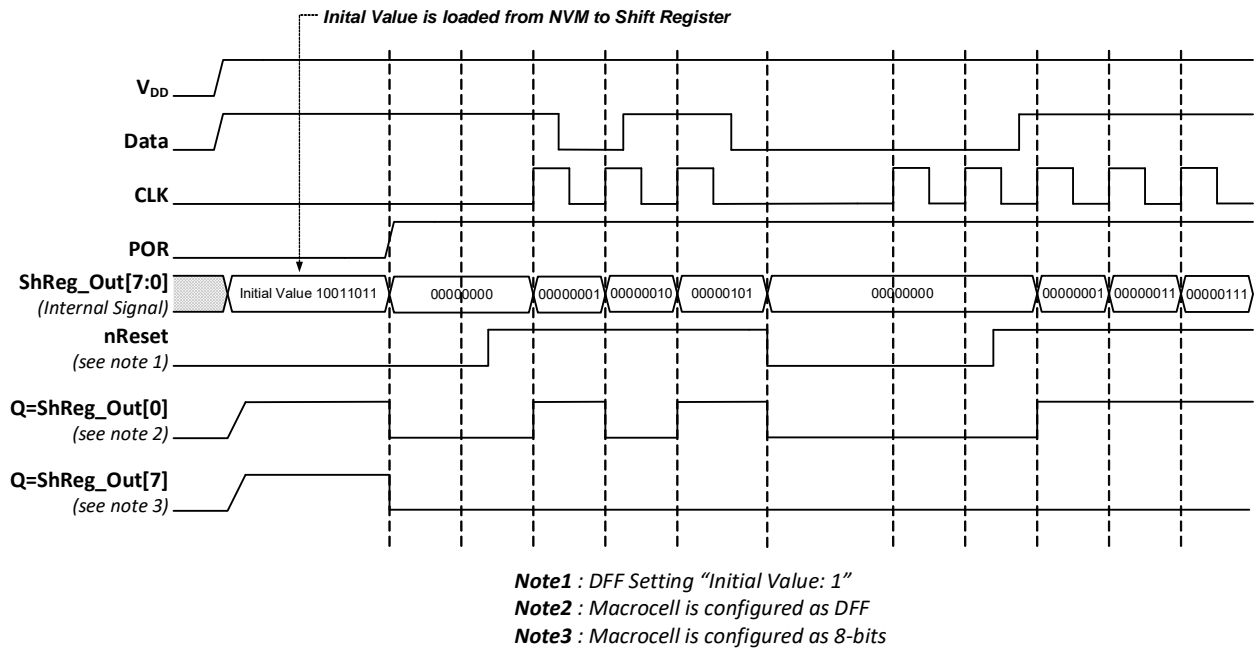 Inital Value is loaded from NVM to Shift Register
VDD
Data
CLK
POR
ShReg_Out[7:0]
(Internal Signal)
Initial Value 10011011
00000000
00000001
00000010
00000101
00000000
00000001
00000011
00000111
nReset
(see note 1)
Q=ShReg_Out[0]
(see note 2)
Q=ShReg_Out[7]
(see note 3)
Note1 : DFF Setting “Initial Value: 1”
Note2 : Macrocell is configured as DFF
Note3 : Macrocell is configured as 8-bits